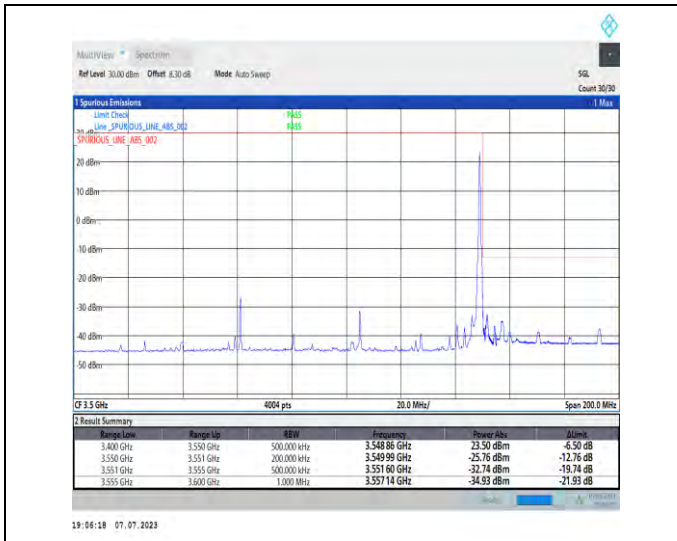 MultiView Spectrum
Ref Level 30.00 dBm Offset 8.30 dB Mode Auto Sweep SGL
Count 30/30
1 Spurious Emissions 1 Max
Limit Check PASS
Line _SPURIOUS_LINE_ABS_002 PASS
30 dBm
_SPURIOUS_LINE_ABS_002
20 dBm
10 dBm
0 dBm
-10 dBm
-20 dBm
-30 dBm
-40 dBm
-50 dBm
CF 3.5 GHz 4004 pts 20.0 MHz/ Span 200.0 MHz
2 Result Summary
Range Low Range Up RBW Frequency Power Abs ΔLimit
3.400 GHz 3.550 GHz 500.000 kHz 3.548 86 GHz 23.50 dBm -6.50 dB
3.550 GHz 3.551 GHz 200.000 kHz 3.549 99 GHz -25.76 dBm -12.76 dB
3.551 GHz 3.555 GHz 500.000 kHz 3.551 60 GHz -32.74 dBm -19.74 dB
3.555 GHz 3.600 GHz 1.000 MHz 3.557 14 GHz -34.93 dBm -21.93 dB
19:06:18 07.07.2023